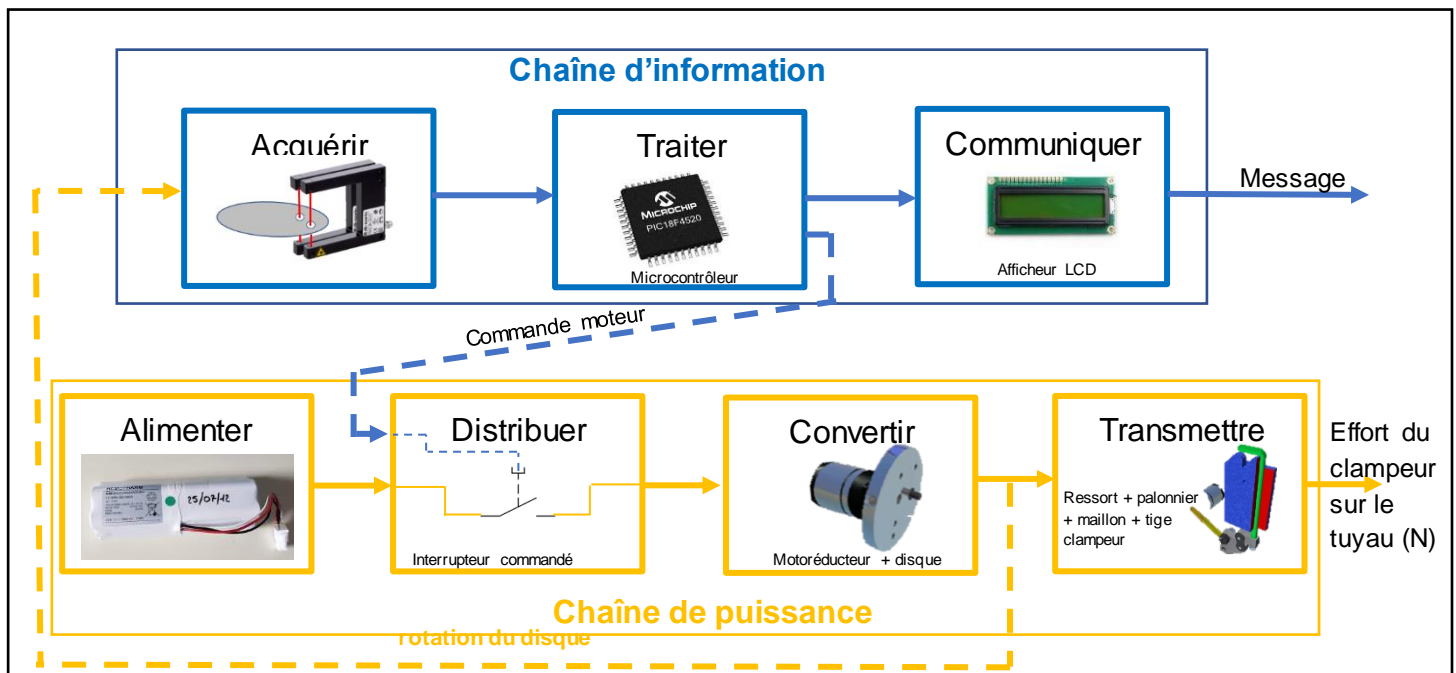 Chaîne d'information
Acquérir
Traiter
MICROCHIP
PIC18F4520
Microcontrôleur
Communiquer
Afficheur LCD
Message
Commande moteur
Alimenter
25/07/12
Distribuer
Interrupteur commandé
Convertir
Motoréducteur + disque
Transmettre
Ressort + palonnier
+ maillon + tige
clampeur
Effort du
clampeur
sur le
tuyau (N)
Chaîne de puissance
rotation du disque